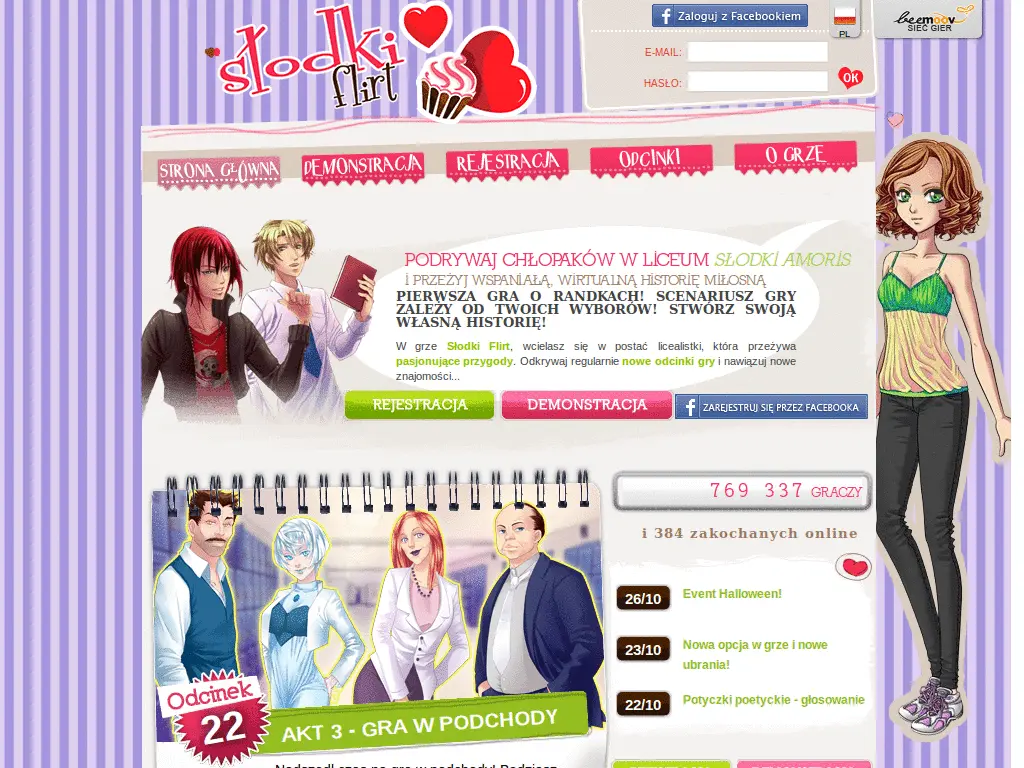 Zaloguj z Facebookiem
PL
beemoov
SIEĆ GIER
słodki
flirt
E-MAIL:
HASŁO:
OK
STRONA GŁÓWNA
DEMONSTRACJA
REJESTRACJA
ODCINKI
O GRZE
PODRYWAJ CHŁOPAKÓW W LICEUM SŁODKI AMORIS
I PRZEŻYJ WSPANIAŁĄ, WIRTUALNĄ HISTORIĘ MIŁOSNĄ
PIERWSZA GRA O RANDKACH! SCENARIUSZ GRY
ZALEŻY OD TWOICH WYBORÓW! STWÓRZ SWOJĄ
WŁASNĄ HISTORIĘ!
W grze Słodki Flirt, wcielasz się w postać licealistki, która przeżywa
pasjonujące przygody. Odkrywaj regularnie nowe odcinki gry i nawiązuj nowe
znajomości...
REJESTRACJA
DEMONSTRACJA
ZAREJESTRUJ SIĘ PRZEZ FACEBOOKA
769 337 GRACZY
i 384 zakochanych online
26/10
Event Halloween!
23/10
Nowa opcja w grze i nowe
ubrania!
22/10
Potyczki poetyckie - głosowanie
Odcinek
22
AKT 3 - GRA W PODCHODY